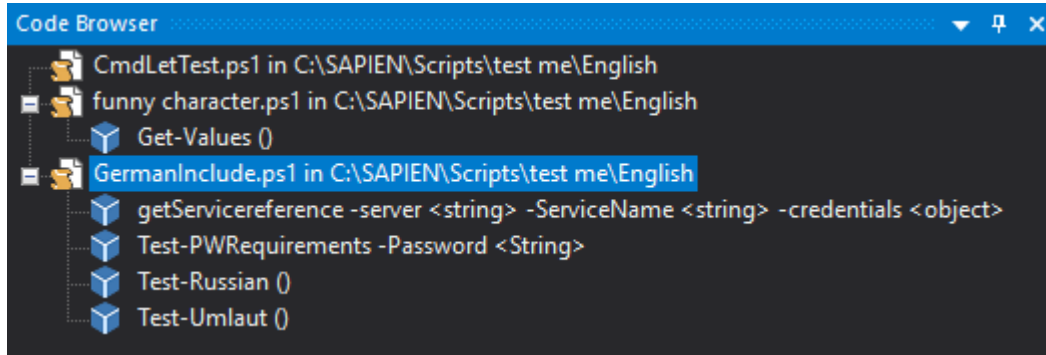 Code Browser
CmdLetTest.ps1 in C:\SAPIEN\Scripts\test me\English
funny character.ps1 in C:\SAPIEN\Scripts\test me\English
Get-Values ()
GermanInclude.ps1 in C:\SAPIEN\Scripts\test me\English
getServicereference -server <string> -ServiceName <string> -credentials <object>
Test-PWRequirements -Password <String>
Test-Russian ()
Test-Umlaut ()